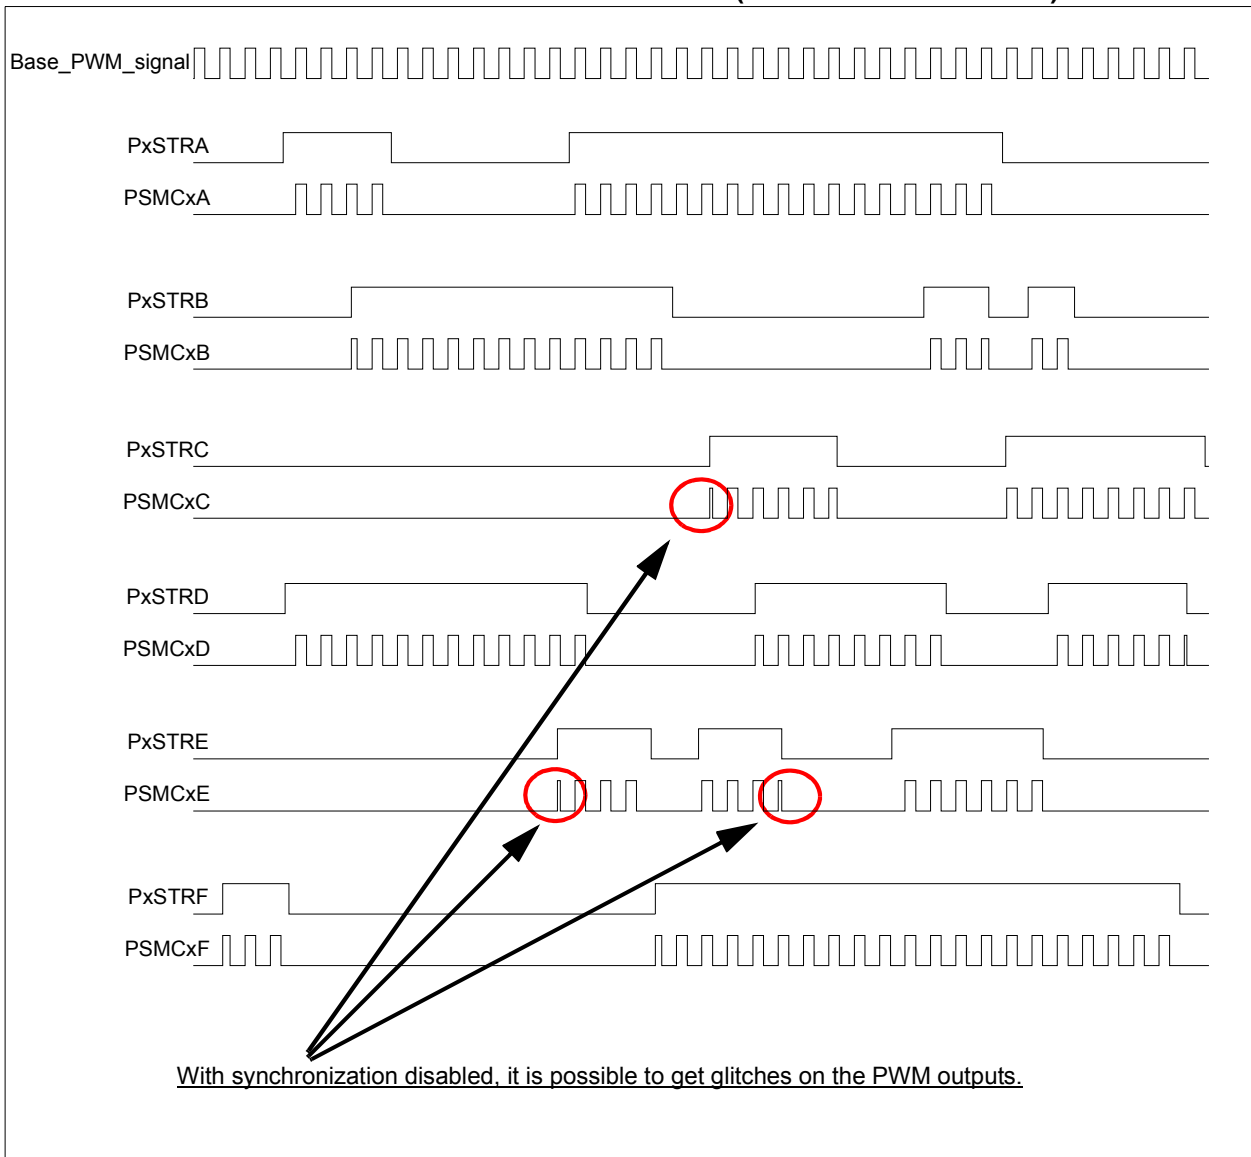 Base_PWM_signal
PxSTRA
PSMCxA
PxSTRB
PSMCxB
PxSTRC
PSMCxC
PxSTRD
PSMCxD
PxSTRE
PSMCxE
PxSTRF
PSMCxF
With synchronization disabled, it is possible to get glitches on the PWM outputs.